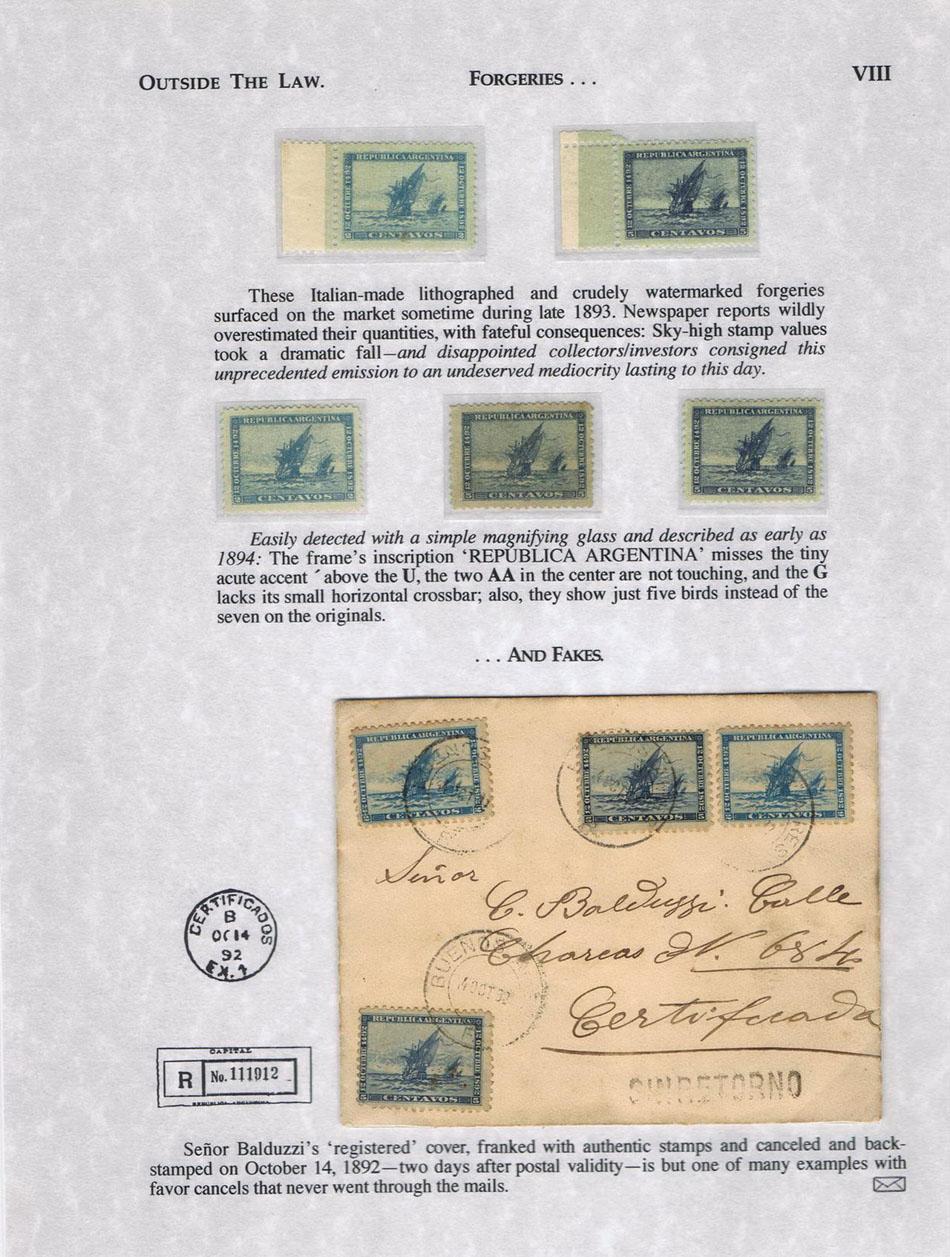 OUTSIDE THE LAW. FORGERIES . . . VIII
REPUBLICA ARGENTINA
12 OCTUBRE 1492
12 OCTUBRE 1892
2 CENTAVOS 2
REPUBLICA ARGENTINA
12 OCTUBRE 1492
12 OCTUBRE 1892
5 CENTAVOS 5
These Italian-made lithographed and crudely watermarked forgeries
surfaced on the market sometime during late 1893. Newspaper reports wildly
overestimated their quantities, with fateful consequences: Sky-high stamp values
took a dramatic fall—and disappointed collectors/investors consigned this
unprecedented emission to an undeserved mediocrity lasting to this day.
REPUBLICA ARGENTINA
12 OCTUBRE 1492
12 OCTUBRE 1892
5 CENTAVOS 5
REPUBLICA ARGENTINA
12 OCTUBRE 1492
12 OCTUBRE 1892
5 CENTAVOS 5
REPUBLICA ARGENTINA
12 OCTUBRE 1492
12 OCTUBRE 1892
5 CENTAVOS 5
Easily detected with a simple magnifying glass and described as early as
1894: The frame's inscription ‘REPUBLICA ARGENTINA’ misses the tiny
acute accent ´ above the U, the two AA in the center are not touching, and the G
lacks its small horizontal crossbar; also, they show just five birds instead of the
seven on the originals.
. . . AND FAKES.
REPÚBLICA ARGENTINA
12 OCTUBRE 1492
12 OCTUBRE 1892
CENTAVOS
REPÚBLICA ARGENTINA
12 OCTUBRE 1492
12 OCTUBRE 1892
5 CENTAVOS 5
REPÚBLICA ARGENTINA
12 OCTUBRE 1492
12 OCTUBRE 1892
CENTAVOS
Señor
C. Balduzzi. Calle
Charcas N. 684
Certificada
BUENOS
14 OCT 92
REPÚBLICA ARGENTINA
12 OCTUBRE 1492
12 OCTUBRE 1892
5 CENTAVOS 5
SIN RETORNO
CERTIFICADOS
B
OC 14
92
EX. 1
CAPITAL
R No. 111912
REPUBLICA ARGENTINA
Señor Balduzzi's ‘registered’ cover, franked with authentic stamps and canceled and back-
stamped on October 14, 1892—two days after postal validity—is but one of many examples with
favor cancels that never went through the mails.